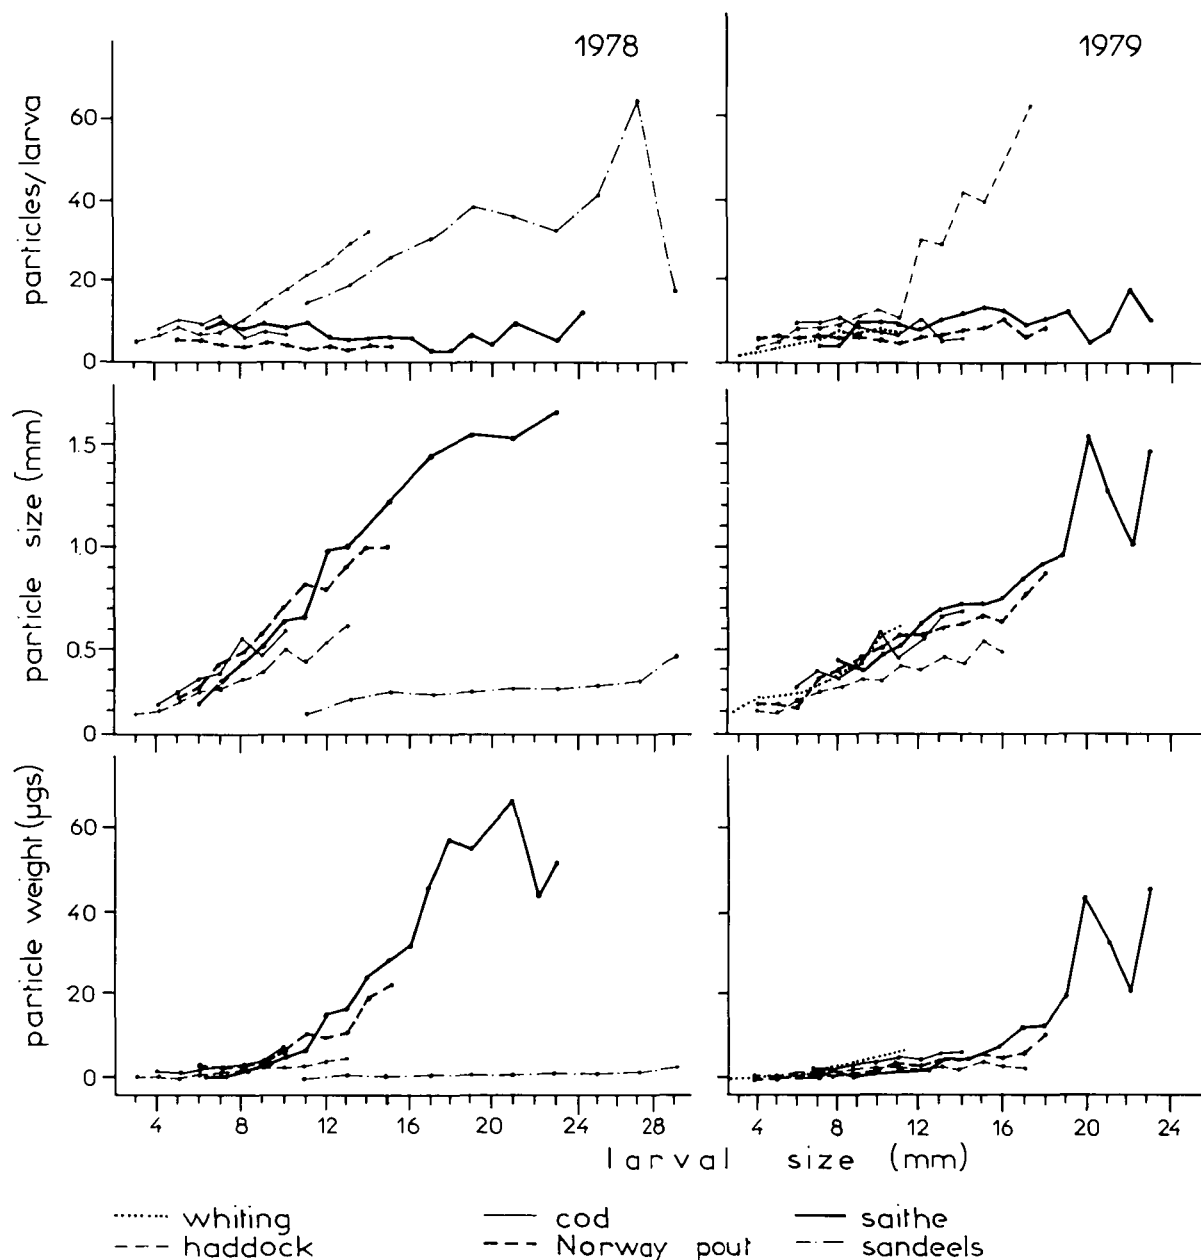 1978
1979
particles/larva
60
40
20
0
particle size (mm)
1.5
1.0
0.5
0
particle weight (µgs)
60
40
20
0
4 8 12 16 20 24 28
4 8 12 16 20 24
larval size (mm)
whiting cod saithe
haddock Norway pout sandeels